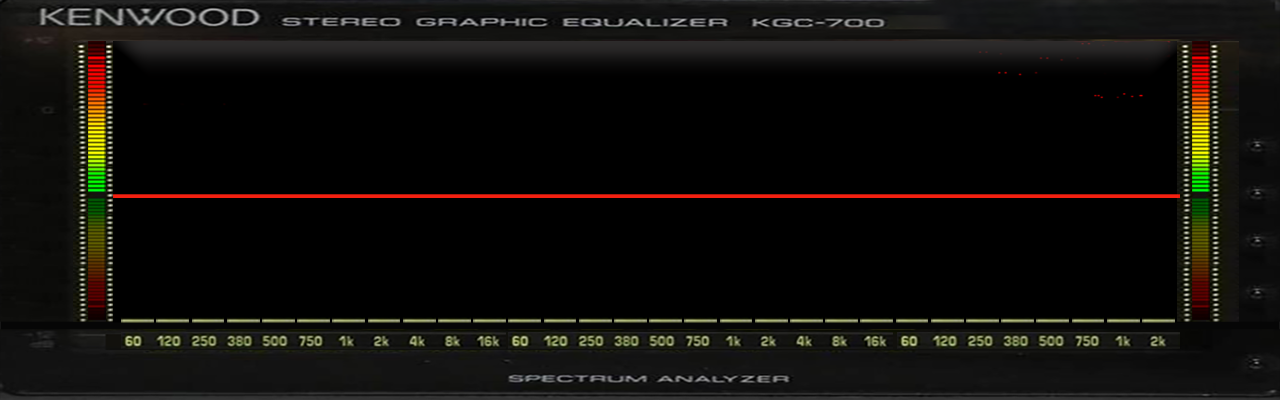 KENWOOD STEREO GRAPHIC EQUALIZER KGC-700
60 120 250 380 500 750 1k 2k 4k 8k 16k 60 120 250 380 500 750 1k 2k 4k 8k 16k 60 120 250 380 500 750 1k 2k
SPECTRUM ANALYZER